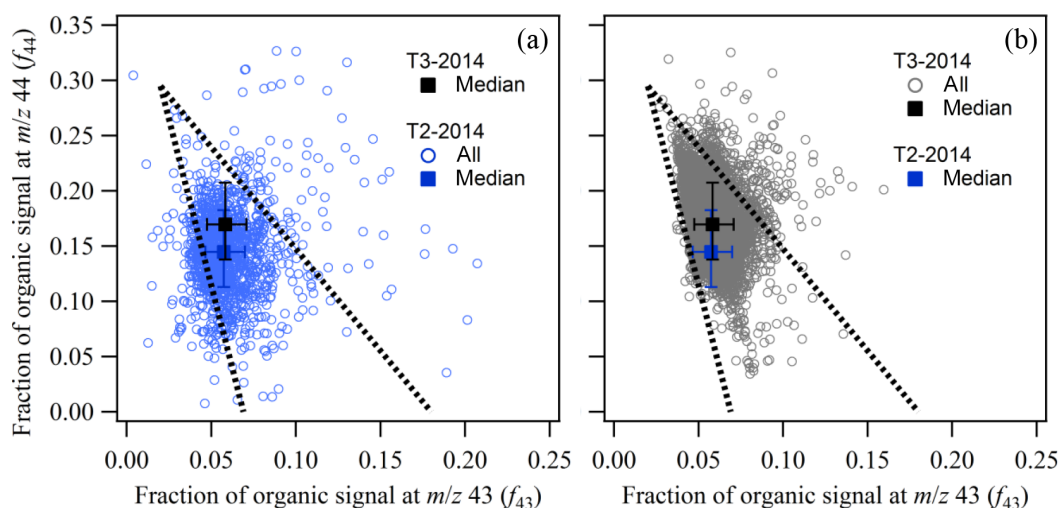 (a)
Fraction of organic signal at m/z 44 (f44)
0.35
0.30
0.25
0.20
0.15
0.10
0.05
0.00
T3-2014
Median
T2-2014
All
Median
0.00 0.05 0.10 0.15 0.20 0.25
Fraction of organic signal at m/z 43 (f43)
(b)
T3-2014
All
Median
T2-2014
Median
0.00 0.05 0.10 0.15 0.20 0.25
Fraction of organic signal at m/z 43 (f43)